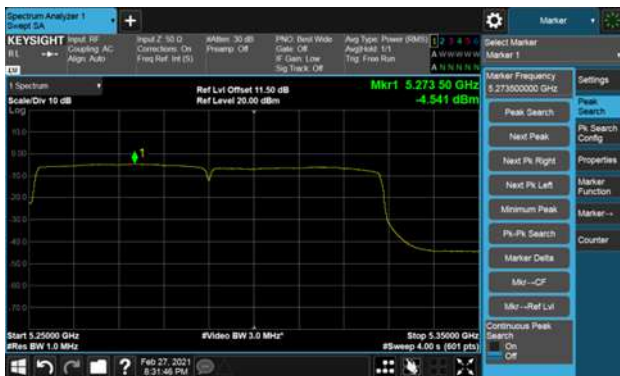 Spectrum Analyzer 1
Swept SA
Marker
KEYSIGHT
Input: RF
Input Z: 50 Ω
#Atten: 30 dB
PNO: Best Wide
Avg Type: Power (RMS)
1 2 3 4 5 6
RL
Coupling: AC
Corrections: On
Preamp: Off
Gate: Off
Avg|Hold: 1/1
Align: Auto
Freq Ref: Int (S)
IF Gain: Low
Trig: Free Run
Sig Track: Off
A N N N N N
Select Marker
Marker 1
1 Spectrum
Ref Lvl Offset 11.50 dB
Mkr1 5.273 50 GHz
Scale/Div 10 dB
Ref Level 20.00 dBm
-4.541 dBm
Log
10.0
0.00
1
-10.0
-20.0
-30.0
-40.0
-50.0
-60.0
-70.0
Start 5.25000 GHz
#Video BW 3.0 MHz*
Stop 5.35000 GHz
#Res BW 1.0 MHz
#Sweep 4.00 s (601 pts)
Marker Frequency
5.273500000 GHz
Peak Search
Next Peak
Next Pk Right
Next Pk Left
Minimum Peak
Pk-Pk Search
Marker Delta
Mkr→CF
Mkr→Ref Lvl
Continuous Peak
Search
On
Off
Settings
Peak
Search
Pk Search
Config
Properties
Marker
Function
Marker→
Counter
?
Feb 27, 2021
8:31:46 PM